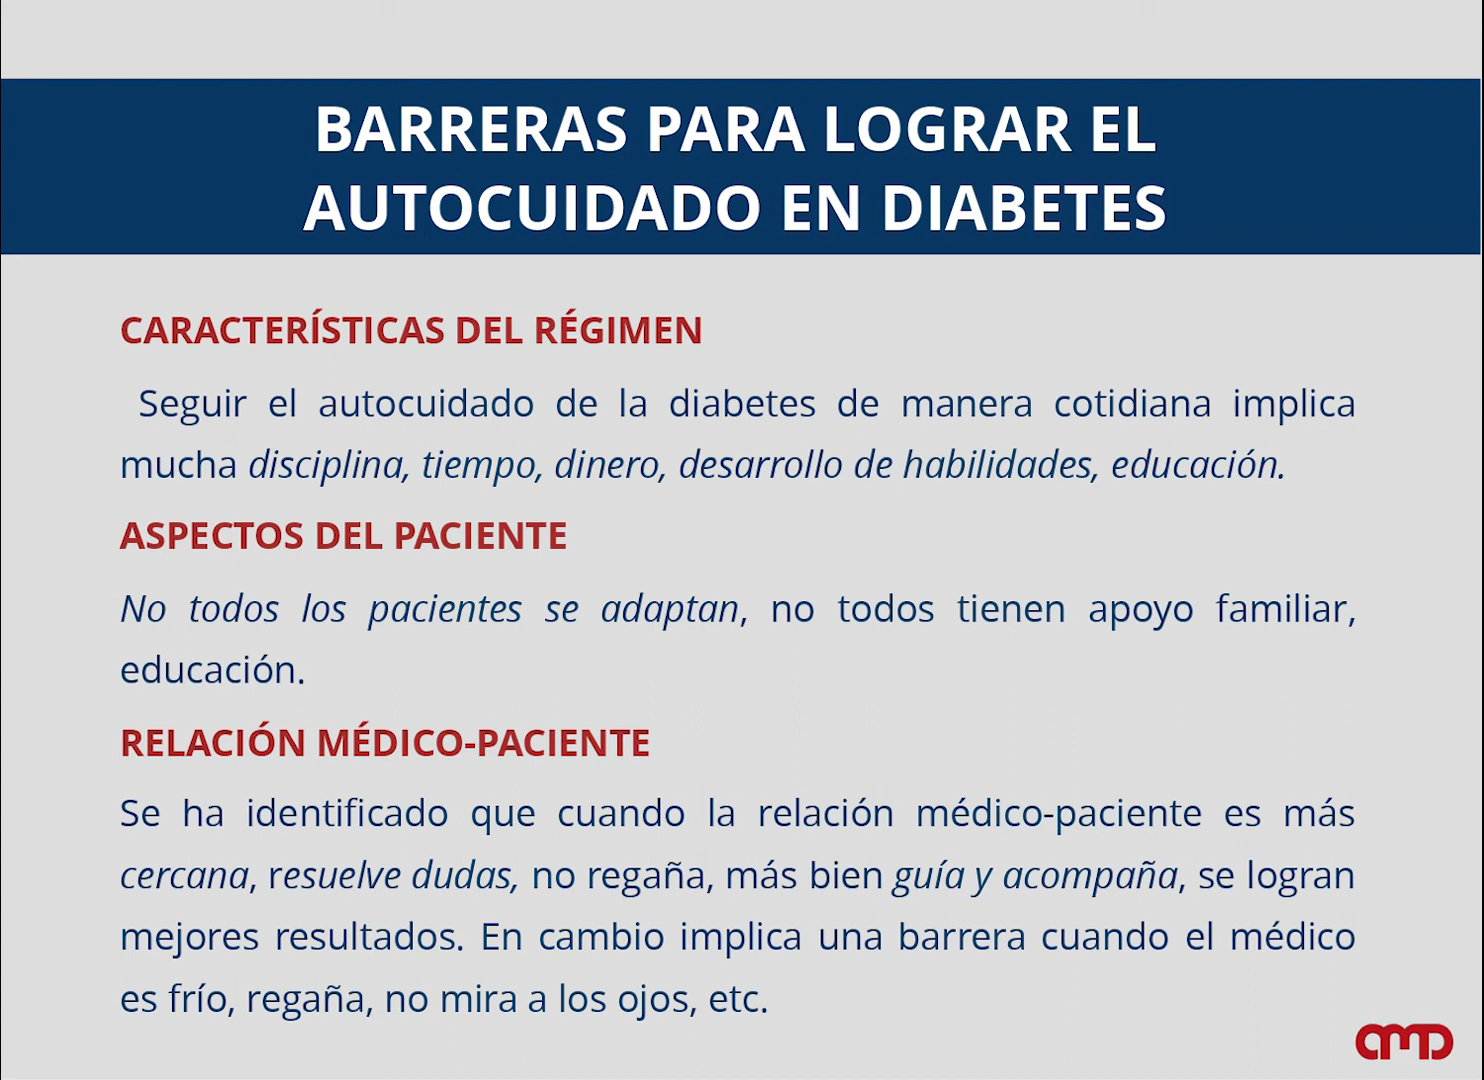 BARRERAS PARA LOGRAR EL
AUTOCUIDADO EN DIABETES
CARACTERÍSTICAS DEL RÉGIMEN
Seguir el autocuidado de la diabetes de manera cotidiana implica
mucha disciplina, tiempo, dinero, desarrollo de habilidades, educación.
ASPECTOS DEL PACIENTE
No todos los pacientes se adaptan, no todos tienen apoyo familiar,
educación.
RELACIÓN MÉDICO-PACIENTE
Se ha identificado que cuando la relación médico-paciente es más
cercana, resuelve dudas, no regaña, más bien guía y acompaña, se logran
mejores resultados. En cambio implica una barrera cuando el médico
es frío, regaña, no mira a los ojos, etc.
amd